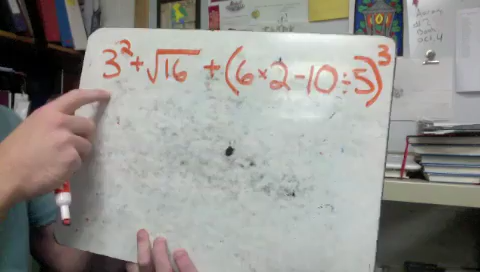 3² + √16 + (6 × 2 - 10 ÷ 5)³